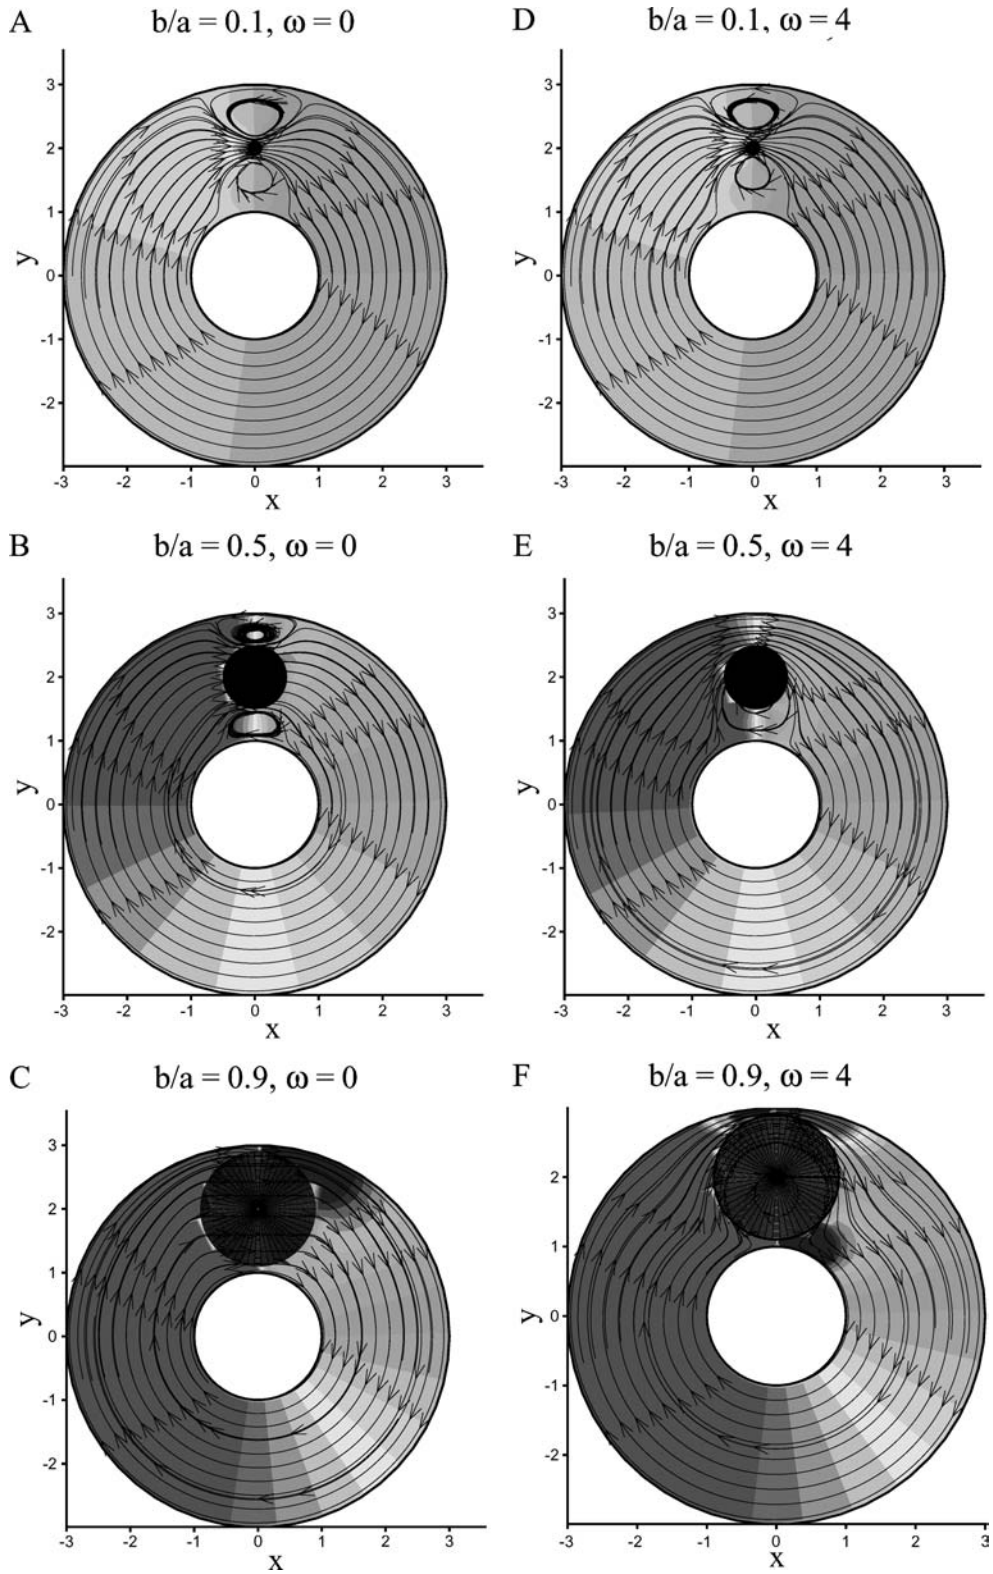 A
b/a = 0.1, ω = 0
D
b/a = 0.1, ω = 4
3
2
1
0
-1
-2
y
-3 -2 -1 0 1 2 3
x
3
2
1
0
-1
-2
y
-3 -2 -1 0 1 2 3
x
B
b/a = 0.5, ω = 0
E
b/a = 0.5, ω = 4
3
2
1
0
-1
-2
y
-3 -2 -1 0 1 2 3
x
3
2
1
0
-1
-2
y
-3 -2 -1 0 1 2 3
x
C
b/a = 0.9, ω = 0
F
b/a = 0.9, ω = 4
3
2
1
0
-1
-2
y
-3 -2 -1 0 1 2 3
x
2
1
0
-1
-2
y
-3 -2 -1 0 1 2 3
x